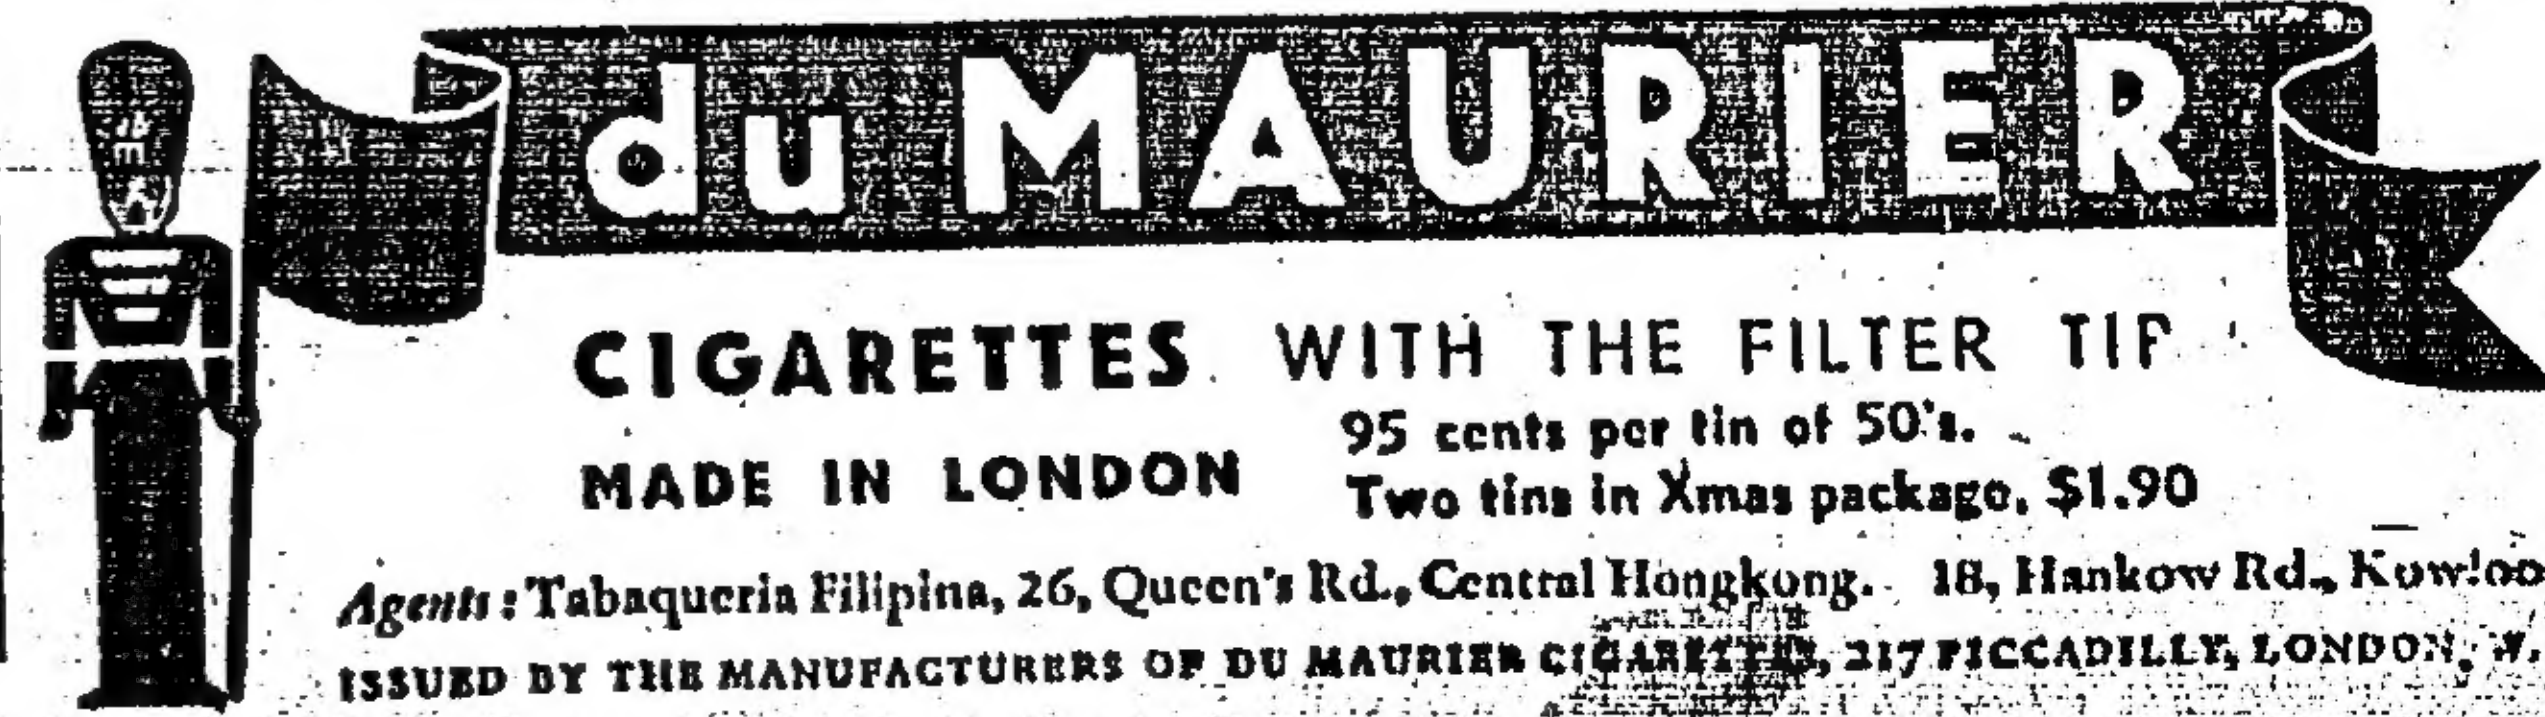 du MAURIER
CIGARETTES WITH THE FILTER TIP
MADE IN LONDON
95 cents per tin of 50's.
Two tins in Xmas package, $1.90
Agents: Tabaqueria Filipina, 26, Queen's Rd., Central Hongkong. 18, Hankow Rd., Kowloo
ISSUED BY THE MANUFACTURERS OF DU MAURIER CIGARETTES, 217 PICCADILLY, LONDON, W.